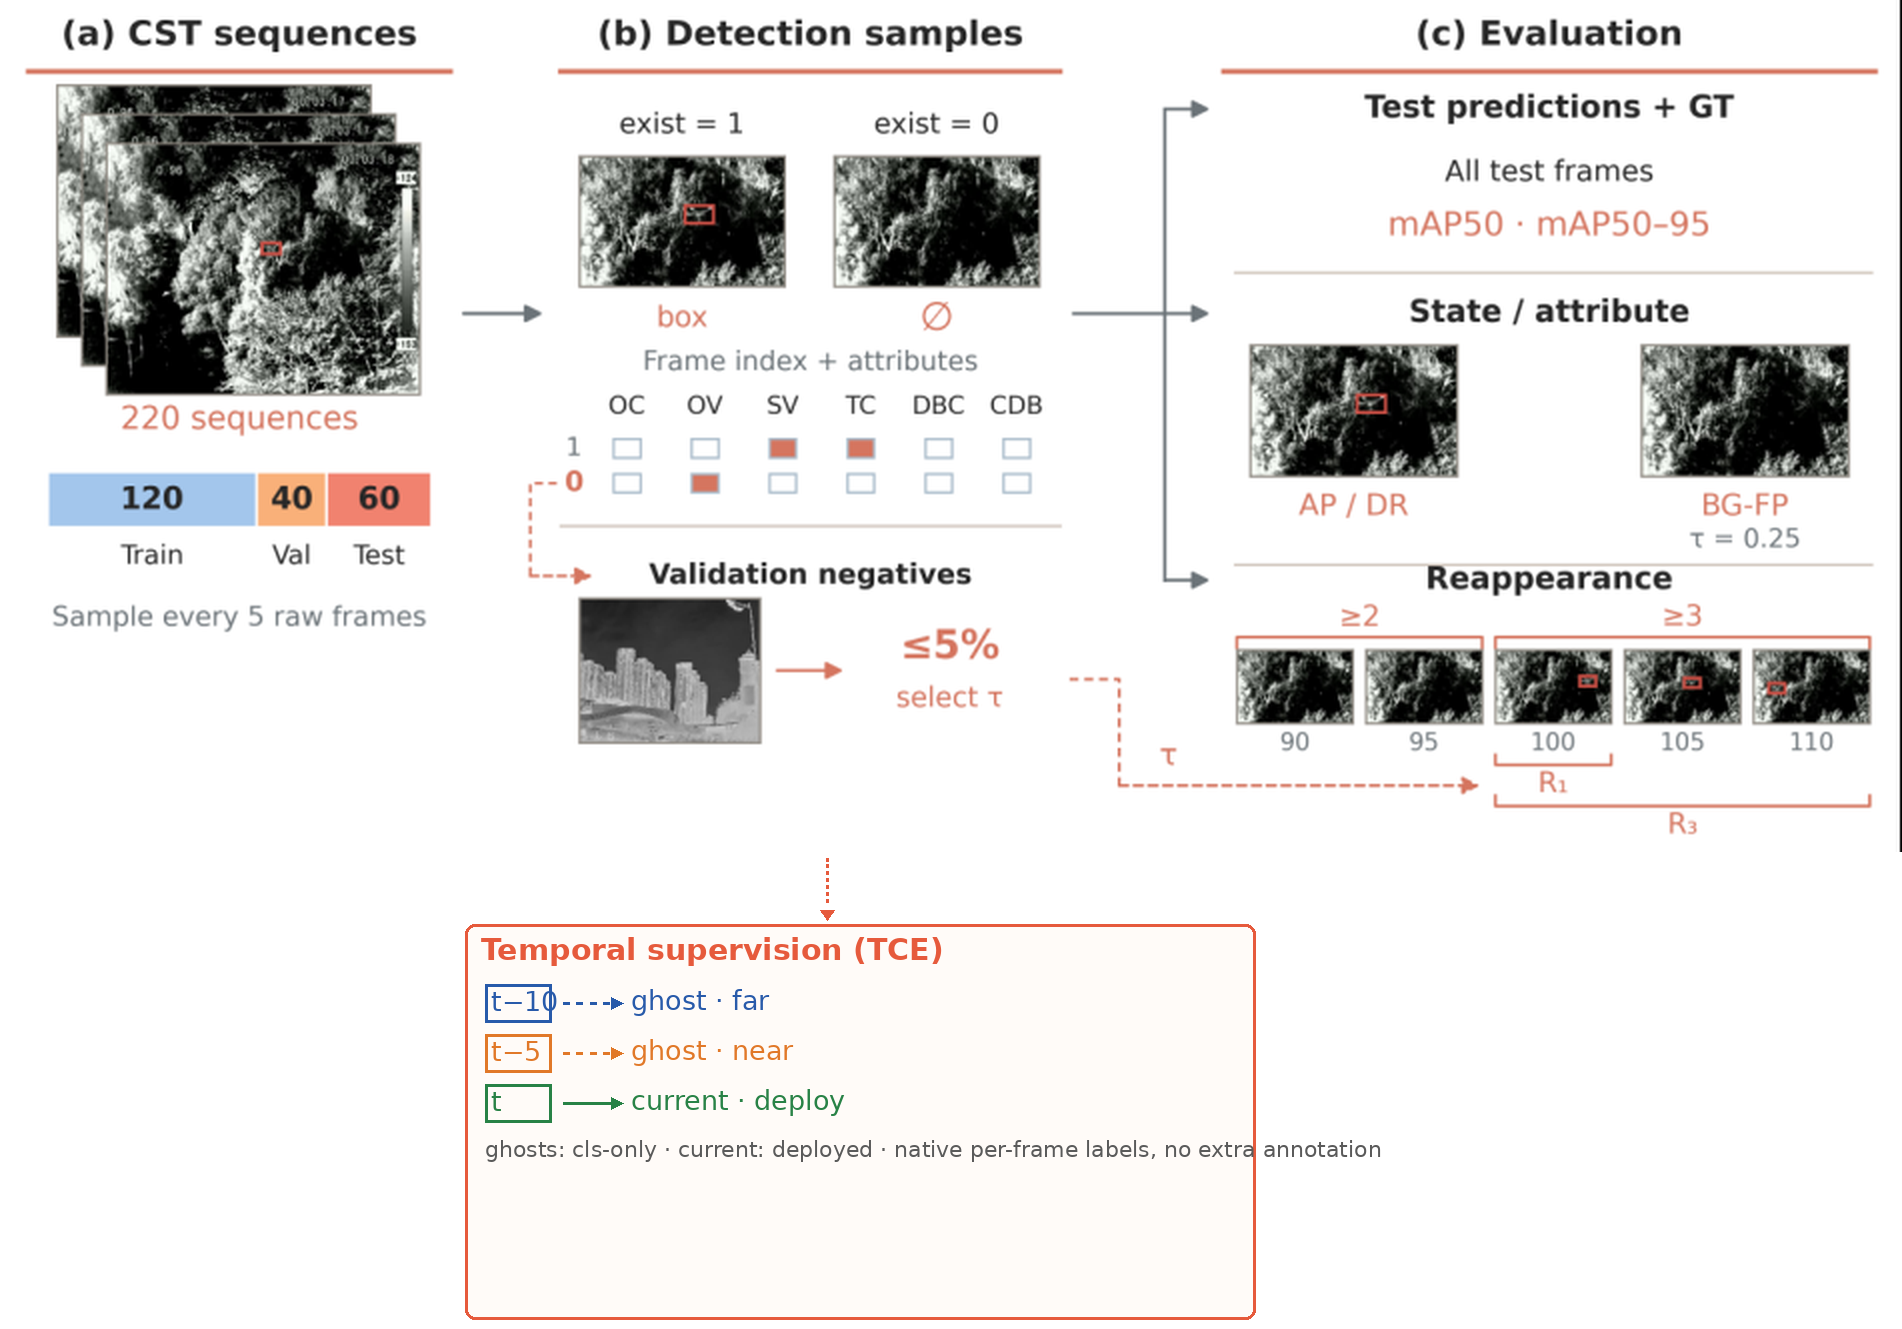 (a) CST sequences
220 sequences
120 40 60
Train Val Test
Sample every 5 raw frames
(b) Detection samples
exist = 1 exist = 0
box ∅
Frame index + attributes
OC OV SV TC DBC CDB
1
0
Validation negatives
≤5%
select τ
τ
(c) Evaluation
Test predictions + GT
All test frames
mAP50 · mAP50–95
State / attribute
AP / DR BG-FP
τ = 0.25
Reappearance
≥2 ≥3
90 95 100 105 110
R₁
R₃
Temporal supervision (TCE)
t−10 ghost · far
t−5 ghost · near
t current · deploy
ghosts: cls-only · current: deployed · native per-frame labels, no extra annotation